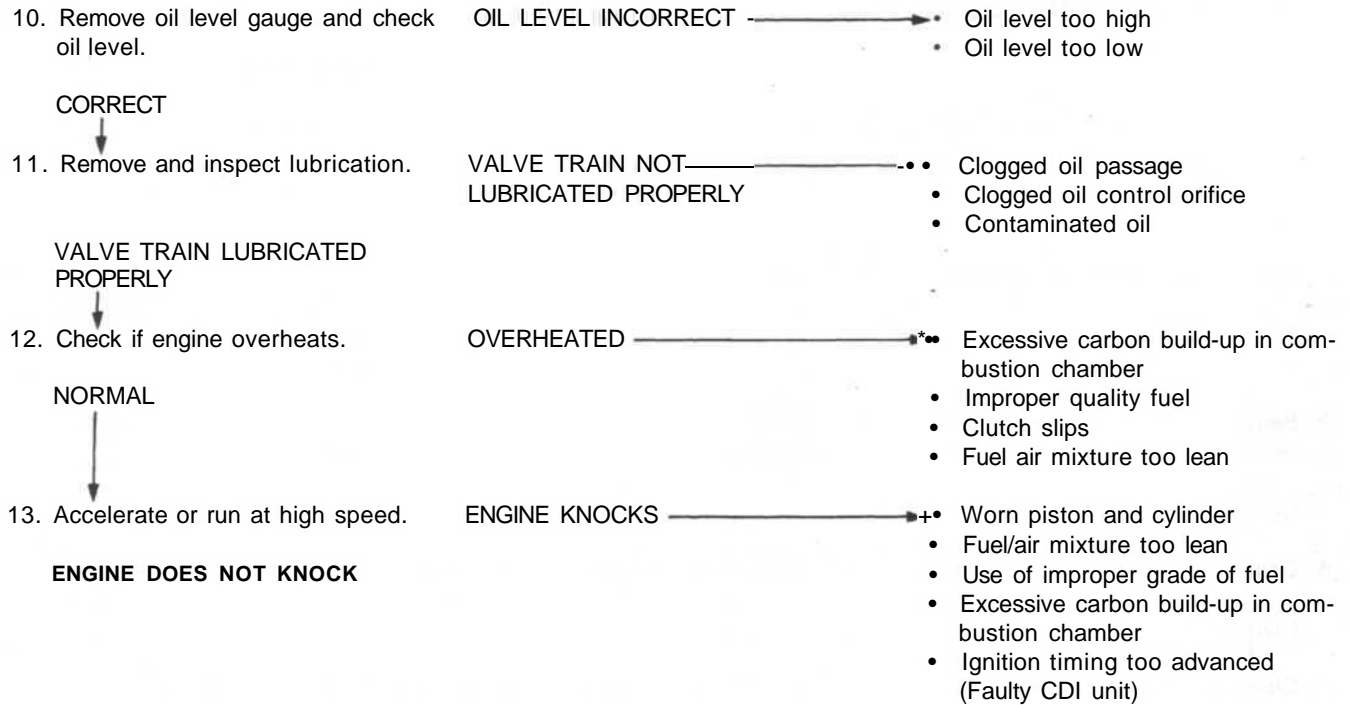 10. Remove oil level gauge and check oil level.
OIL LEVEL INCORRECT
• Oil level too high
• Oil level too low
CORRECT
11. Remove and inspect lubrication.
VALVE TRAIN NOT
LUBRICATED PROPERLY
• Clogged oil passage
• Clogged oil control orifice
• Contaminated oil
VALVE TRAIN LUBRICATED
PROPERLY
12. Check if engine overheats.
OVERHEATED
• Excessive carbon build-up in com-
bustion chamber
• Improper quality fuel
• Clutch slips
• Fuel air mixture too lean
NORMAL
13. Accelerate or run at high speed.
ENGINE KNOCKS
• Worn piston and cylinder
• Fuel/air mixture too lean
• Use of improper grade of fuel
• Excessive carbon build-up in com-
bustion chamber
• Ignition timing too advanced
(Faulty CDI unit)
ENGINE DOES NOT KNOCK